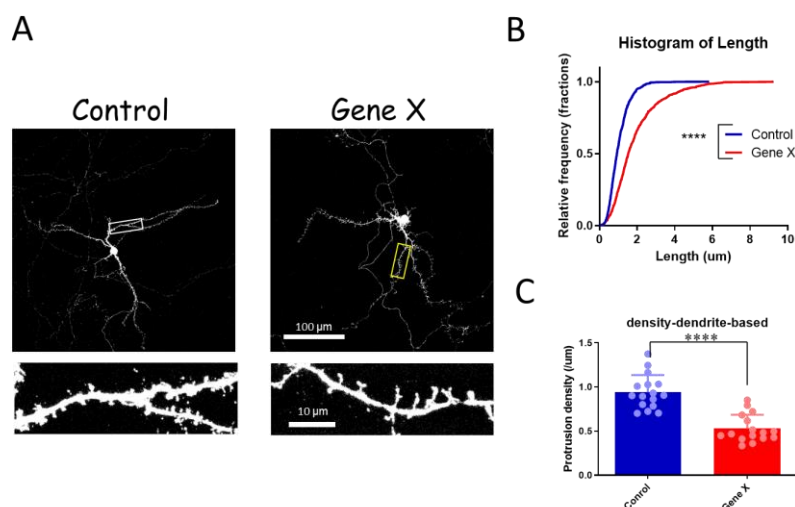 A
Control
Gene X
100 µm
10 µm
B
Histogram of Length
Relative frequency (fractions)
1.0
0.5
0.0
0
2
4
6
8
10
Length (um)
****
Control
Gene X
C
density-dendrite-based
****
Protrusion density (/um)
1.5
1.0
0.5
0.0
Conrol
Gene X